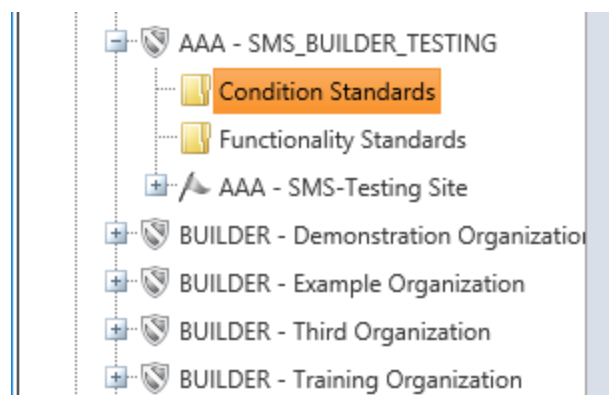 AAA - SMS_BUILDER_TESTING
Condition Standards
Functionality Standards
AAA - SMS-Testing Site
BUILDER - Demonstration Organizatio
BUILDER - Example Organization
BUILDER - Third Organization
BUILDER - Training Organization